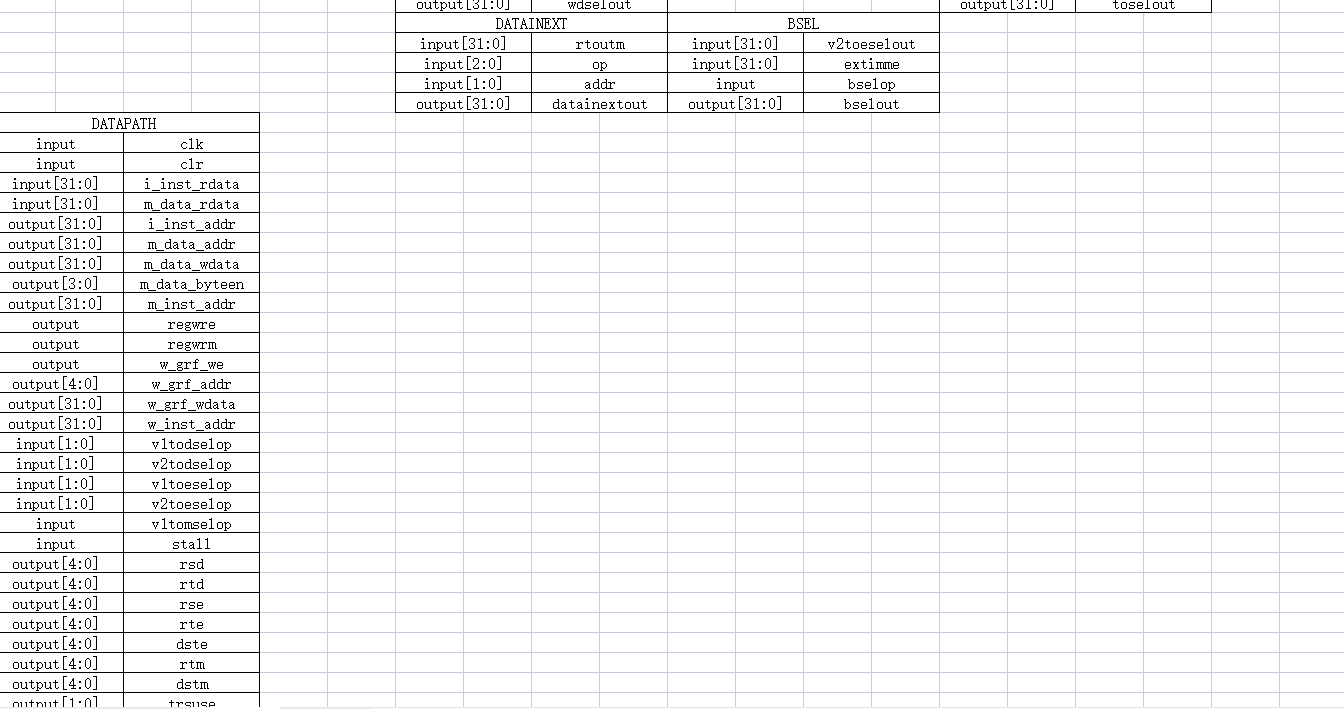 output[31:0] wdselout output[31:0] toselout
DATAINEXT BSEL
input[31:0] rtoutm input[31:0] v2toeselout
input[2:0] op input[31:0] extimme
input[1:0] addr input bselop
output[31:0] datainextout output[31:0] bselout
DATAPATH
input clk
input clr
input[31:0] i_inst_rdata
input[31:0] m_data_rdata
output[31:0] i_inst_addr
output[31:0] m_data_addr
output[31:0] m_data_wdata
output[3:0] m_data_byteen
output[31:0] m_inst_addr
output regwre
output regwrm
output w_grf_we
output[4:0] w_grf_addr
output[31:0] w_grf_wdata
output[31:0] w_inst_addr
input[1:0] v1todselop
input[1:0] v2todselop
input[1:0] v1toeselop
input[1:0] v2toeselop
input v1tomselop
input stall
output[4:0] rsd
output[4:0] rtd
output[4:0] rse
output[4:0] rte
output[4:0] dste
output[4:0] rtm
output[4:0] dstm
output[1:0] trsuse